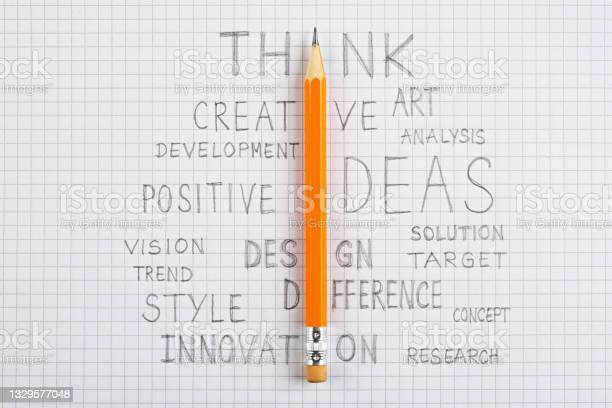 THINK
CREATIVE ART
ANALYSIS
DEVELOPMENT
POSITIVE IDEAS
VISION DESIGN SOLUTION
TREND TARGET
STYLE DIFFERENCE CONCEPT
INNOVATION RESEARCH
iStock
by Getty Images
1329577048